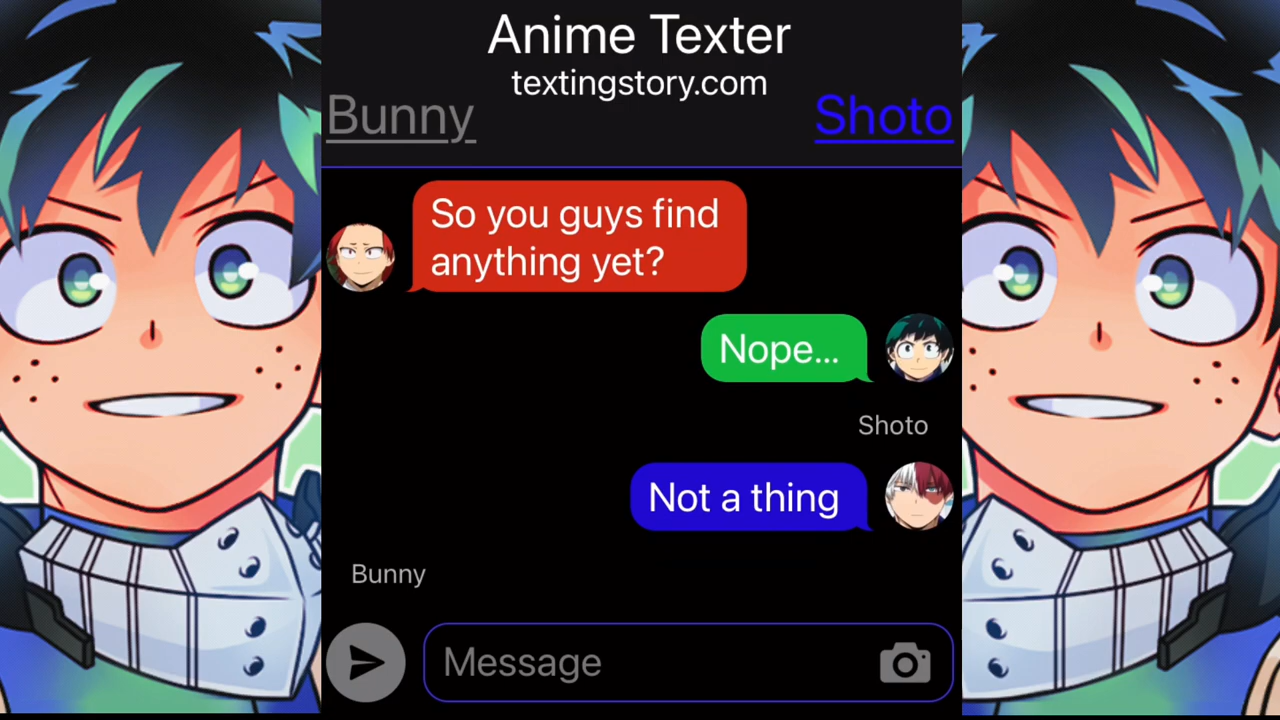 Anime Texter
textingstory.com
Bunny
Shoto
So you guys find
anything yet?
Nope...
Shoto
Not a thing
Bunny
Message